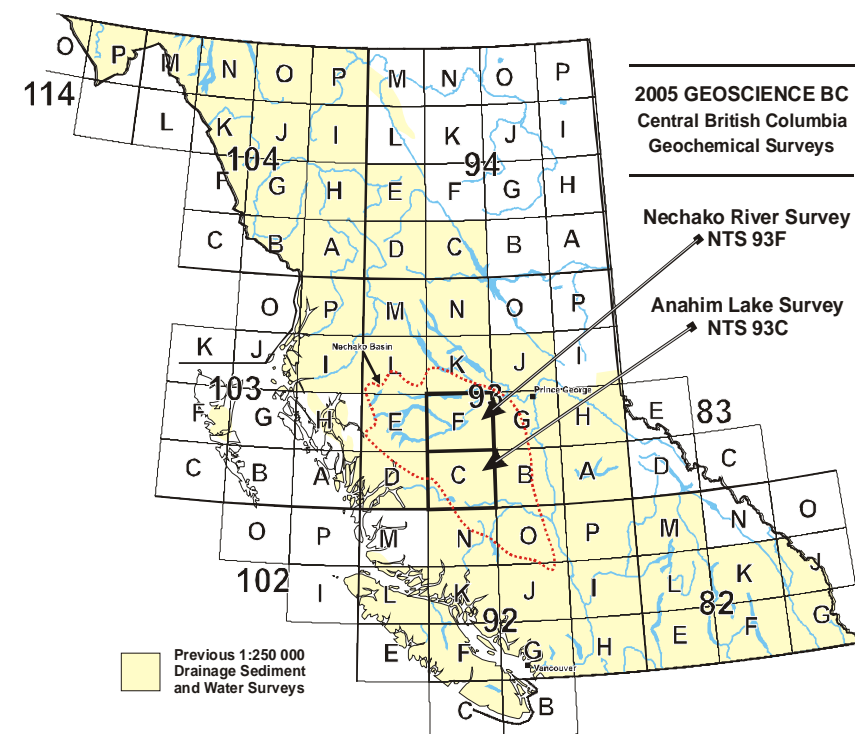 O P M N O P M N O P
114
L K J I L K J I
104 94
F G H E F G H
C B A D C B A
2005 GEOSCIENCE BC
Central British Columbia
Geochemical Surveys
Nechako River Survey
NTS 93F
Anahim Lake Survey
NTS 93C
O P M N O P
K J I L K J I
Nechako Basin
103 93 Prince George
F G H E F G H E 83
C B A D C B A D C
O P M N O P M N O
102 I L K J I L K J
92 82
E F G H E F G
Vancouver
C B
Previous 1:250 000
Drainage Sediment
and Water Surveys